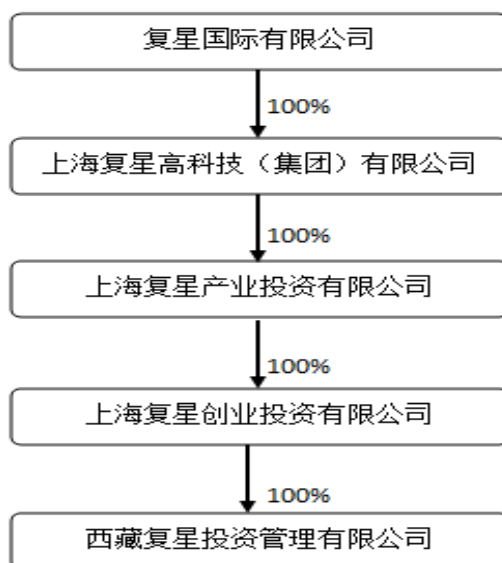 复星国际有限公司
100%
上海复星高科技（集团）有限公司
100%
上海复星产业投资有限公司
100%
上海复星创业投资有限公司
100%
西藏复星投资管理有限公司